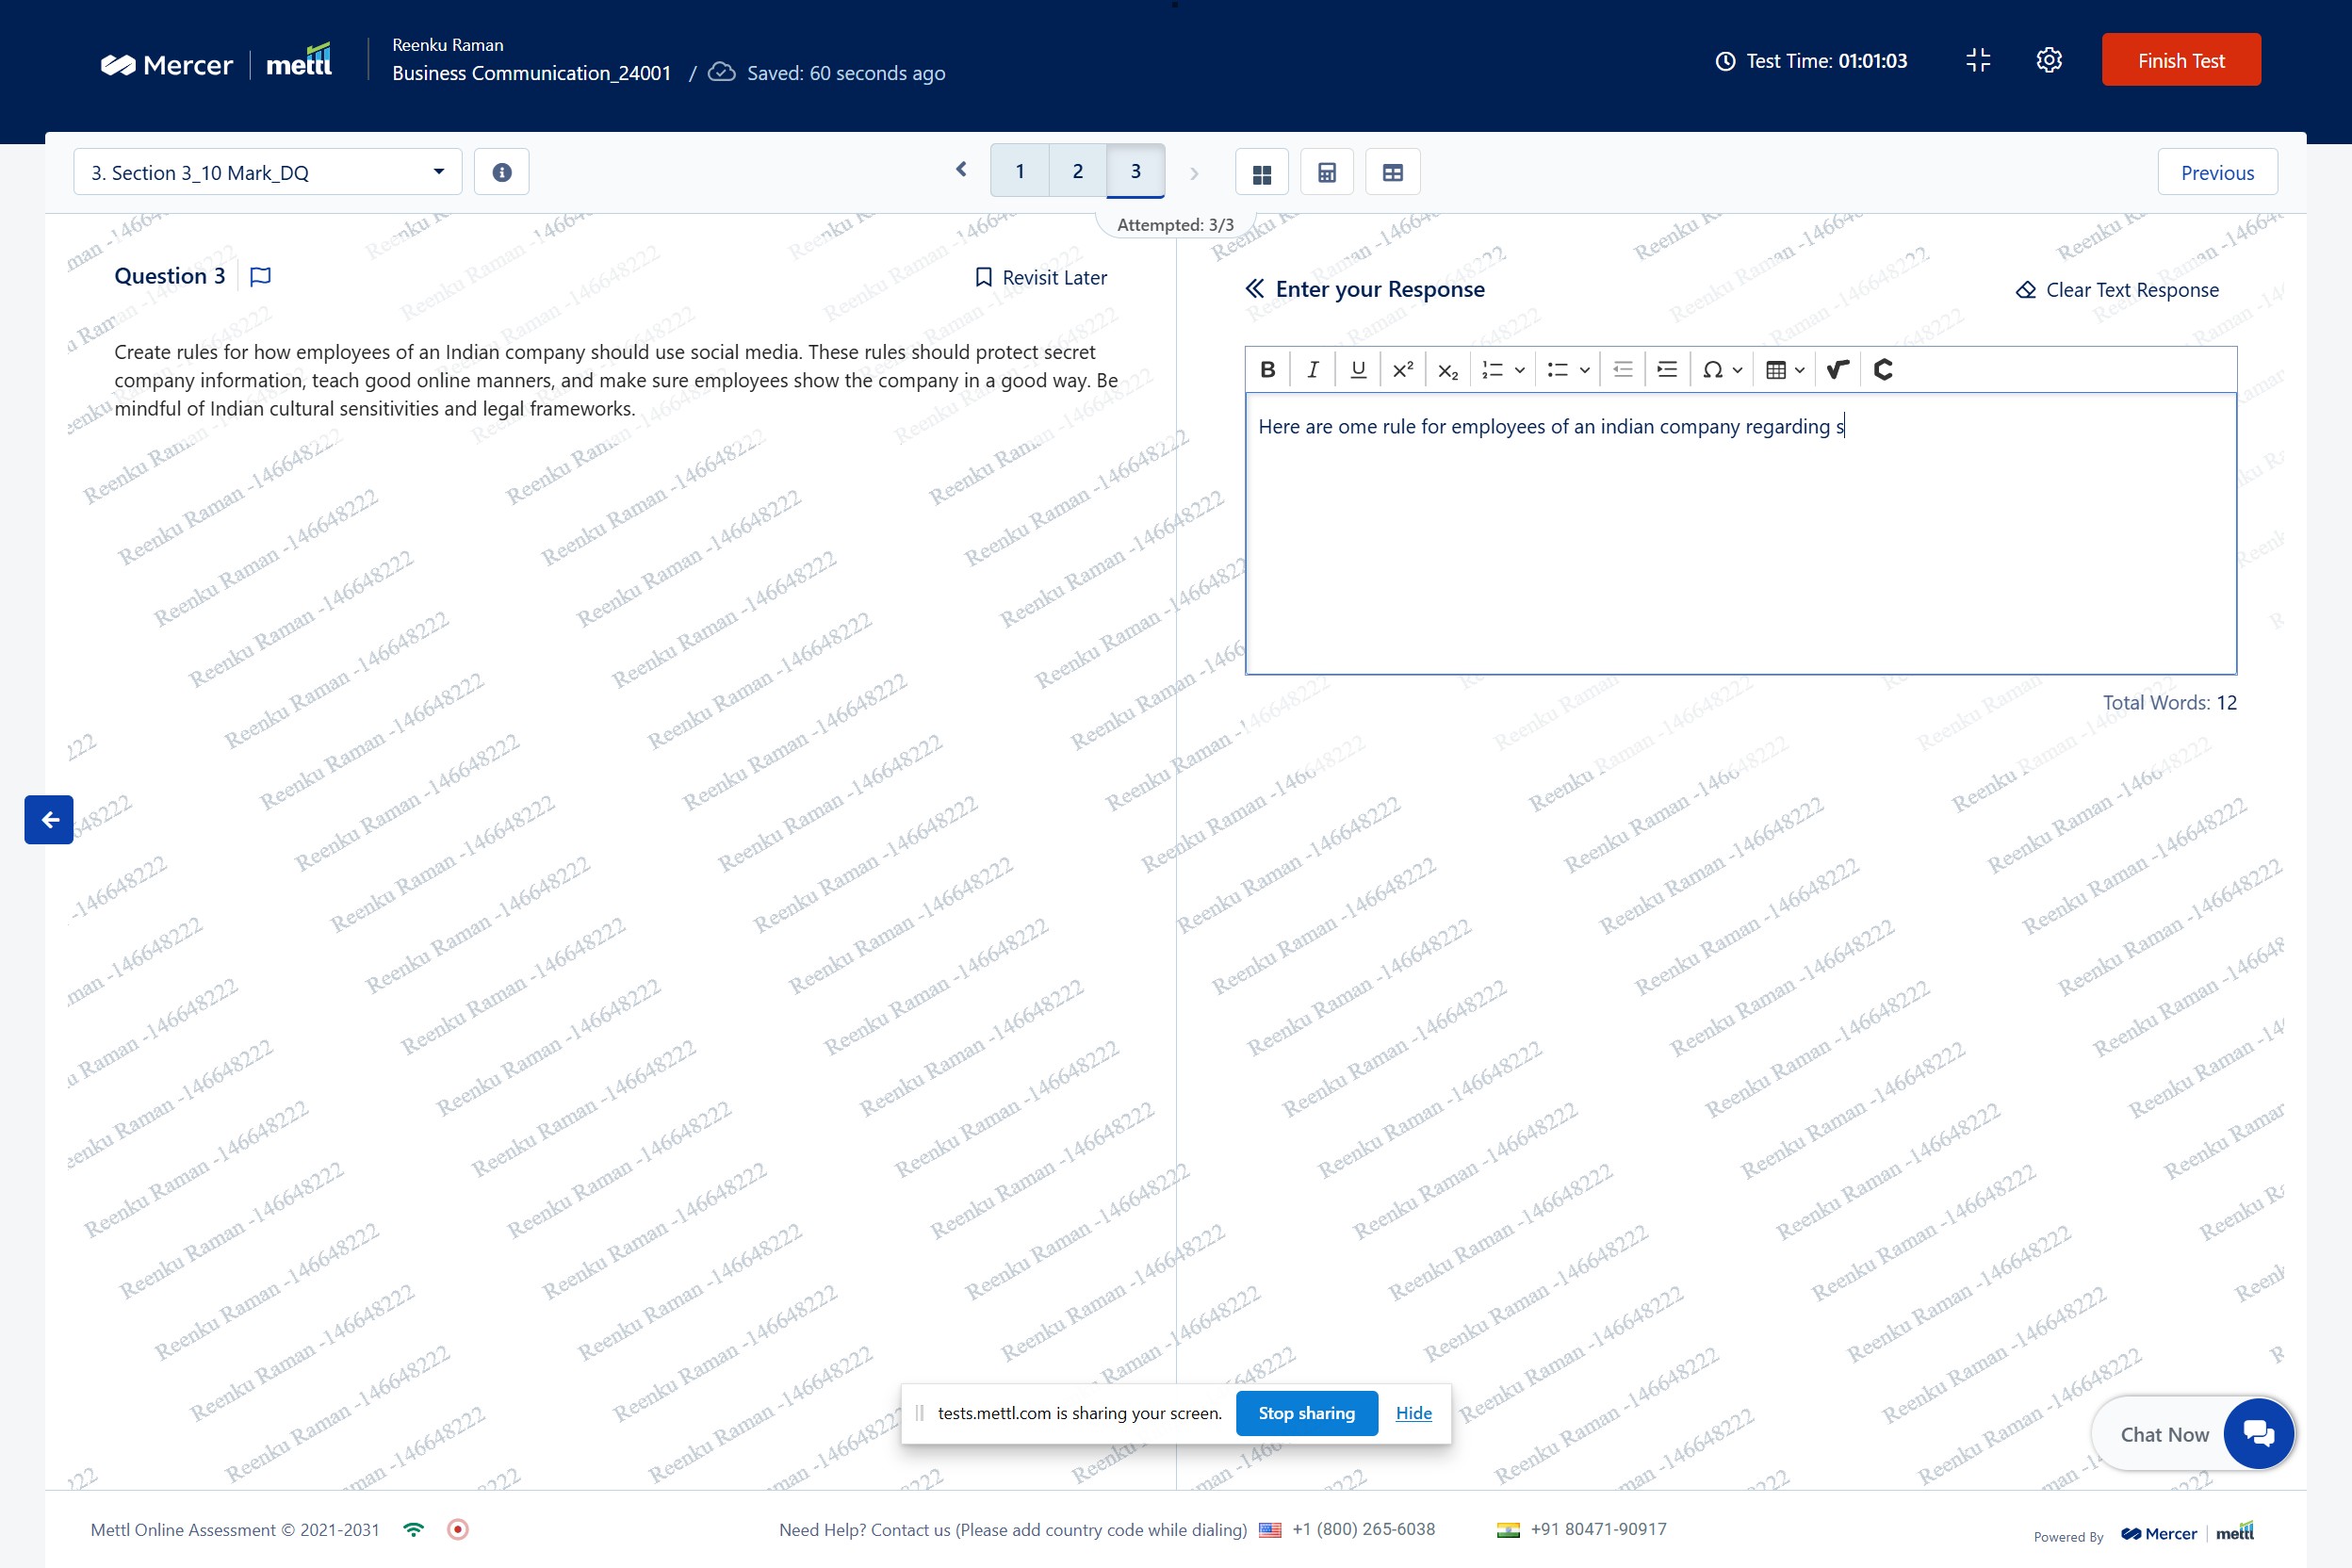 Mercer | mettl
Reenku Raman
Business Communication_24001 / Saved: 60 seconds ago
Test Time: 01:01:03
Finish Test
3. Section 3_10 Mark_DQ
1 2 3
Previous
Attempted: 3/3
Question 3
Revisit Later
Create rules for how employees of an Indian company should use social media. These rules should protect secret
company information, teach good online manners, and make sure employees show the company in a good way. Be
mindful of Indian cultural sensitivities and legal frameworks.
Enter your Response
Clear Text Response
B I U x² x₂ Ω
Here are ome rule for employees of an indian company regarding s
Total Words: 12
Reenku Raman -146648222
tests.mettl.com is sharing your screen. Stop sharing Hide
Chat Now
Mettl Online Assessment © 2021-2031
Need Help? Contact us (Please add country code while dialing) +1 (800) 265-6038 +91 80471-90917
Powered By Mercer | mettl